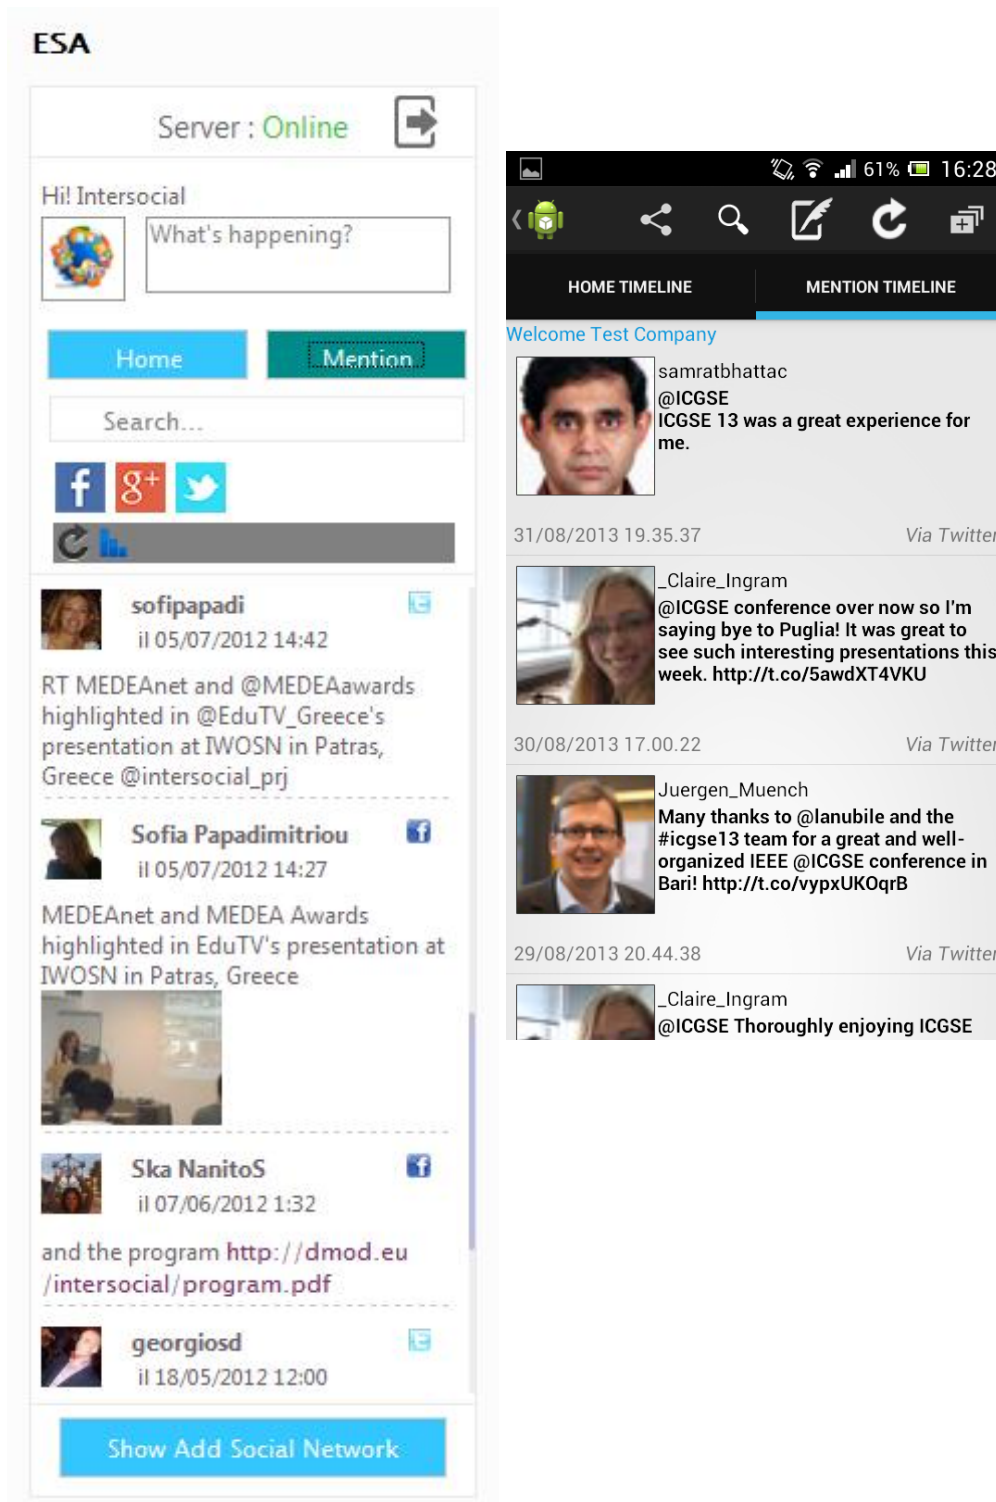 ESA
Server : Online
Hi! Intersocial
What's happening?
Home
Mention
Search...
sofipapadi
il 05/07/2012 14:42
RT MEDEAnet and @MEDEAawards
highlighted in @EduTV_Greece's
presentation at IWOSN in Patras,
Greece @intersocial_prj
Sofia Papadimitriou
il 05/07/2012 14:27
MEDEAnet and MEDEA Awards
highlighted in EduTV's presentation at
IWOSN in Patras, Greece
Ska NanitoS
il 07/06/2012 1:32
and the program http://dmod.eu
/intersocial/program.pdf
georgiosd
il 18/05/2012 12:00
Show Add Social Network
61% 16:28
HOME TIMELINE
MENTION TIMELINE
Welcome Test Company
samratbhattac
@ICGSE
ICGSE 13 was a great experience for
me.
31/08/2013 19.35.37
Via Twitter
_Claire_Ingram
@ICGSE conference over now so I'm
saying bye to Puglia! It was great to
see such interesting presentations this
week. http://t.co/5awdXT4VKU
30/08/2013 17.00.22
Via Twitter
Juergen_Muench
Many thanks to @lanubile and the
#icgse13 team for a great and well-
organized IEEE @ICGSE conference in
Bari! http://t.co/vypxUKOqrB
29/08/2013 20.44.38
Via Twitter
_Claire_Ingram
@ICGSE Thoroughly enjoying ICGSE